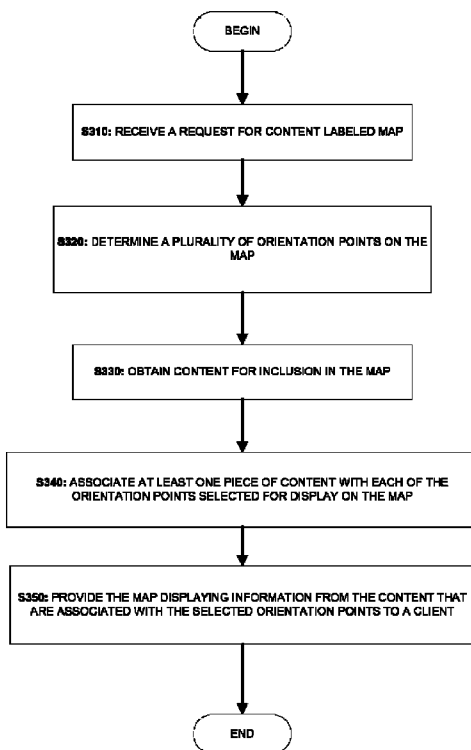 BEGIN
S310: RECEIVE A REQUEST FOR CONTENT LABELED MAP
S320: DETERMINE A PLURALITY OF ORIENTATION POINTS ON THE
MAP
S330: OBTAIN CONTENT FOR INCLUSION IN THE MAP
S340: ASSOCIATE AT LEAST ONE PIECE OF CONTENT WITH EACH OF THE
ORIENTATION POINTS SELECTED FOR DISPLAY ON THE MAP
S350: PROVIDE THE MAP DISPLAYING INFORMATION FROM THE CONTENT THAT
ARE ASSOCIATED WITH THE SELECTED ORIENTATION POINTS TO A CLIENT
END